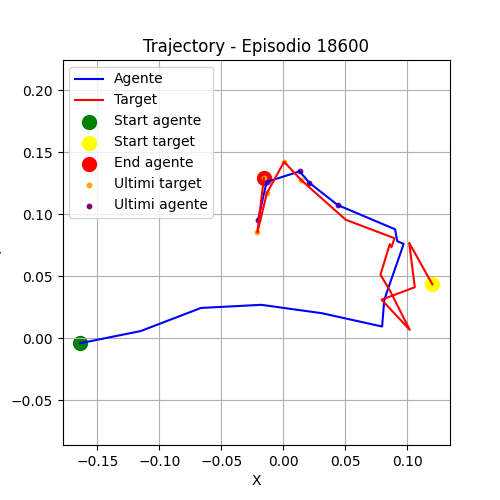 Trajectory - Episodio 18600
Agente
Target
Start agente
Start target
End agente
Ultimi target
Ultimi agente
0.20
0.15
0.10
0.05
0.00
−0.05
−0.15
−0.10
−0.05
0.00
0.05
0.10
X